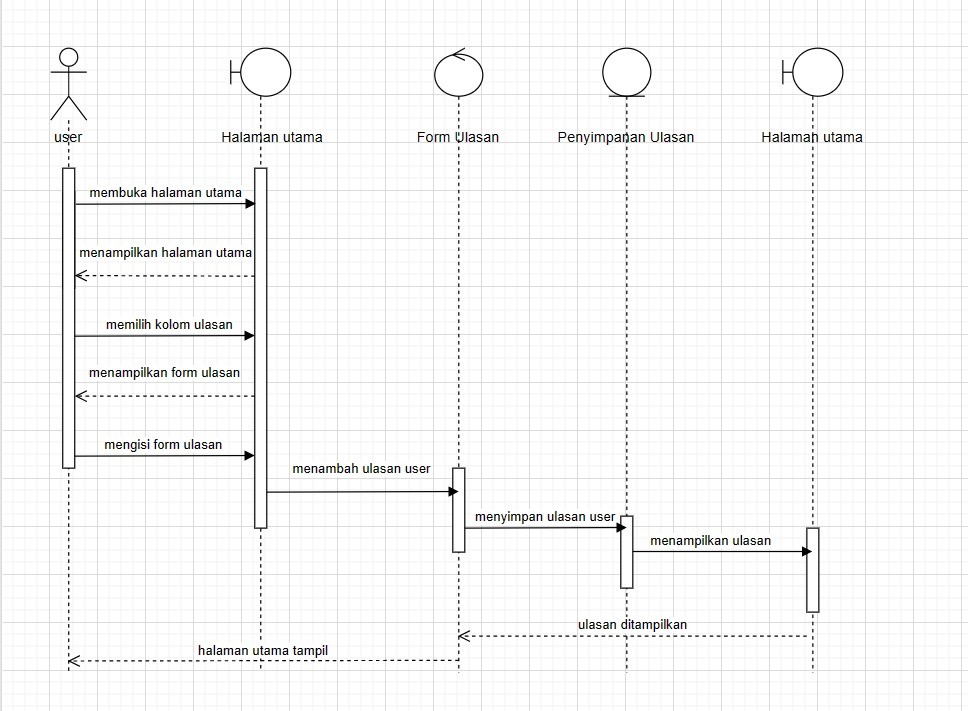 user
Halaman utama
Form Ulasan
Penyimpanan Ulasan
Halaman utama
membuka halaman utama
menampilkan halaman utama
memilih kolom ulasan
menampilkan form ulasan
mengisi form ulasan
menambah ulasan user
menyimpan ulasan user
menampilkan ulasan
ulasan ditampilkan
halaman utama tampil